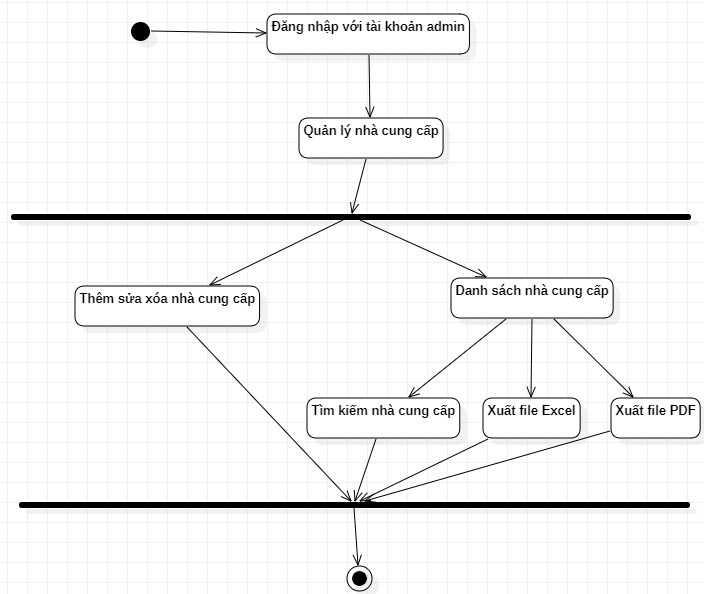 Đăng nhập với tài khoản admin
Quản lý nhà cung cấp
Thêm sửa xóa nhà cung cấp
Danh sách nhà cung cấp
Tìm kiếm nhà cung cấp
Xuất file Excel
Xuất file PDF